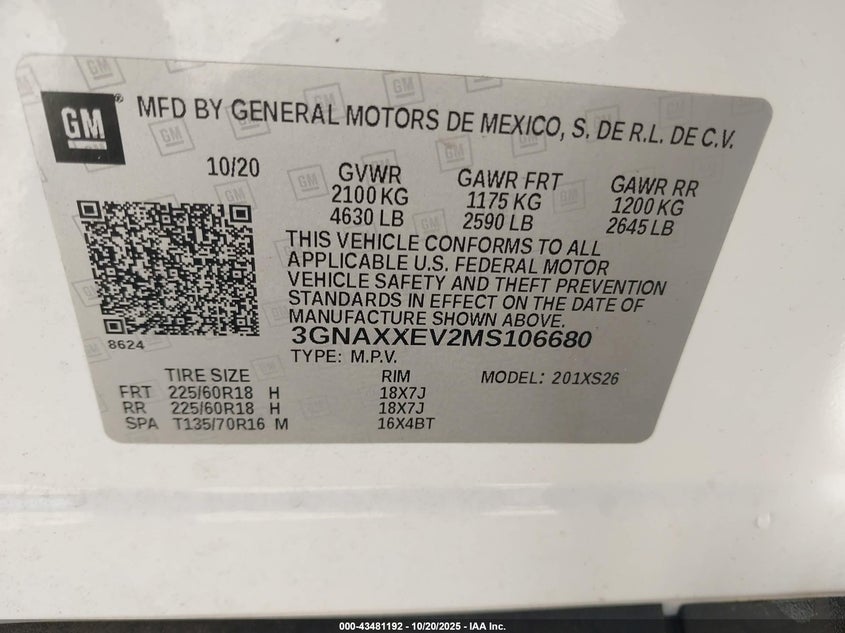 GM
MFD BY GENERAL MOTORS DE MEXICO, S. DE R.L. DE C.V.
10/20
GVWR GAWR FRT GAWR RR
2100 KG 1175 KG 1200 KG
4630 LB 2590 LB 2645 LB
THIS VEHICLE CONFORMS TO ALL
APPLICABLE U.S. FEDERAL MOTOR
VEHICLE SAFETY AND THEFT PREVENTION
STANDARDS IN EFFECT ON THE DATE OF
MANUFACTURE SHOWN ABOVE.
8624
3GNAXXEV2MS106680
TYPE: M.P.V.
TIRE SIZE RIM MODEL: 201XS26
FRT 225/60R18 H 18X7J
RR 225/60R18 H 18X7J
SPA T135/70R16 M 16X4BT
000-43481192 - 10/20/2025 - IAA Inc.